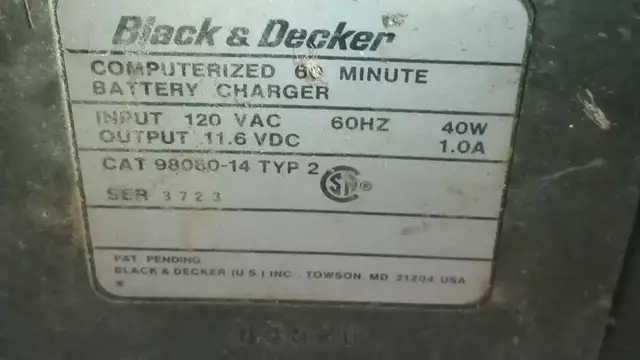 Black & Decker
COMPUTERIZED 60 MINUTE
BATTERY CHARGER
INPUT 120 VAC 60HZ 40W
OUTPUT 11.6 VDC 1.0A
CAT 98060-14 TYP 2
SER 3723
PAT. PENDING
BLACK & DECKER (U.S.) INC., TOWSON, MD 21204 USA